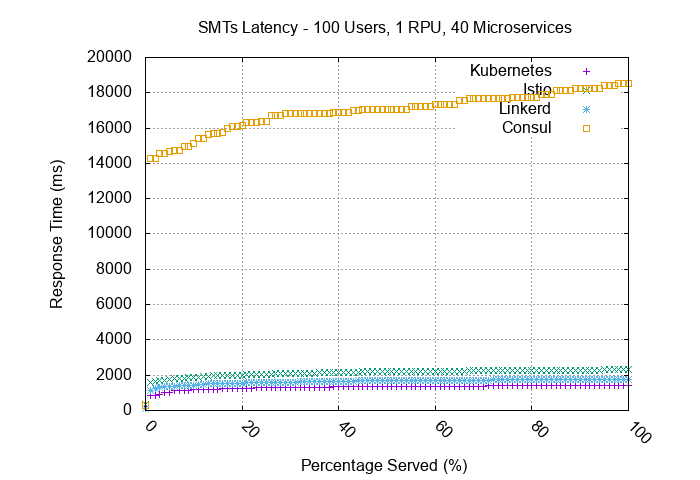 SMTs Latency - 100 Users, 1 RPU, 40 Microservices
20000
18000
16000
14000
12000
10000
8000
6000
4000
2000
0
Response Time (ms)
Kubernetes
Istio
Linkerd
Consul
0
20
40
60
80
100
Percentage Served (%)